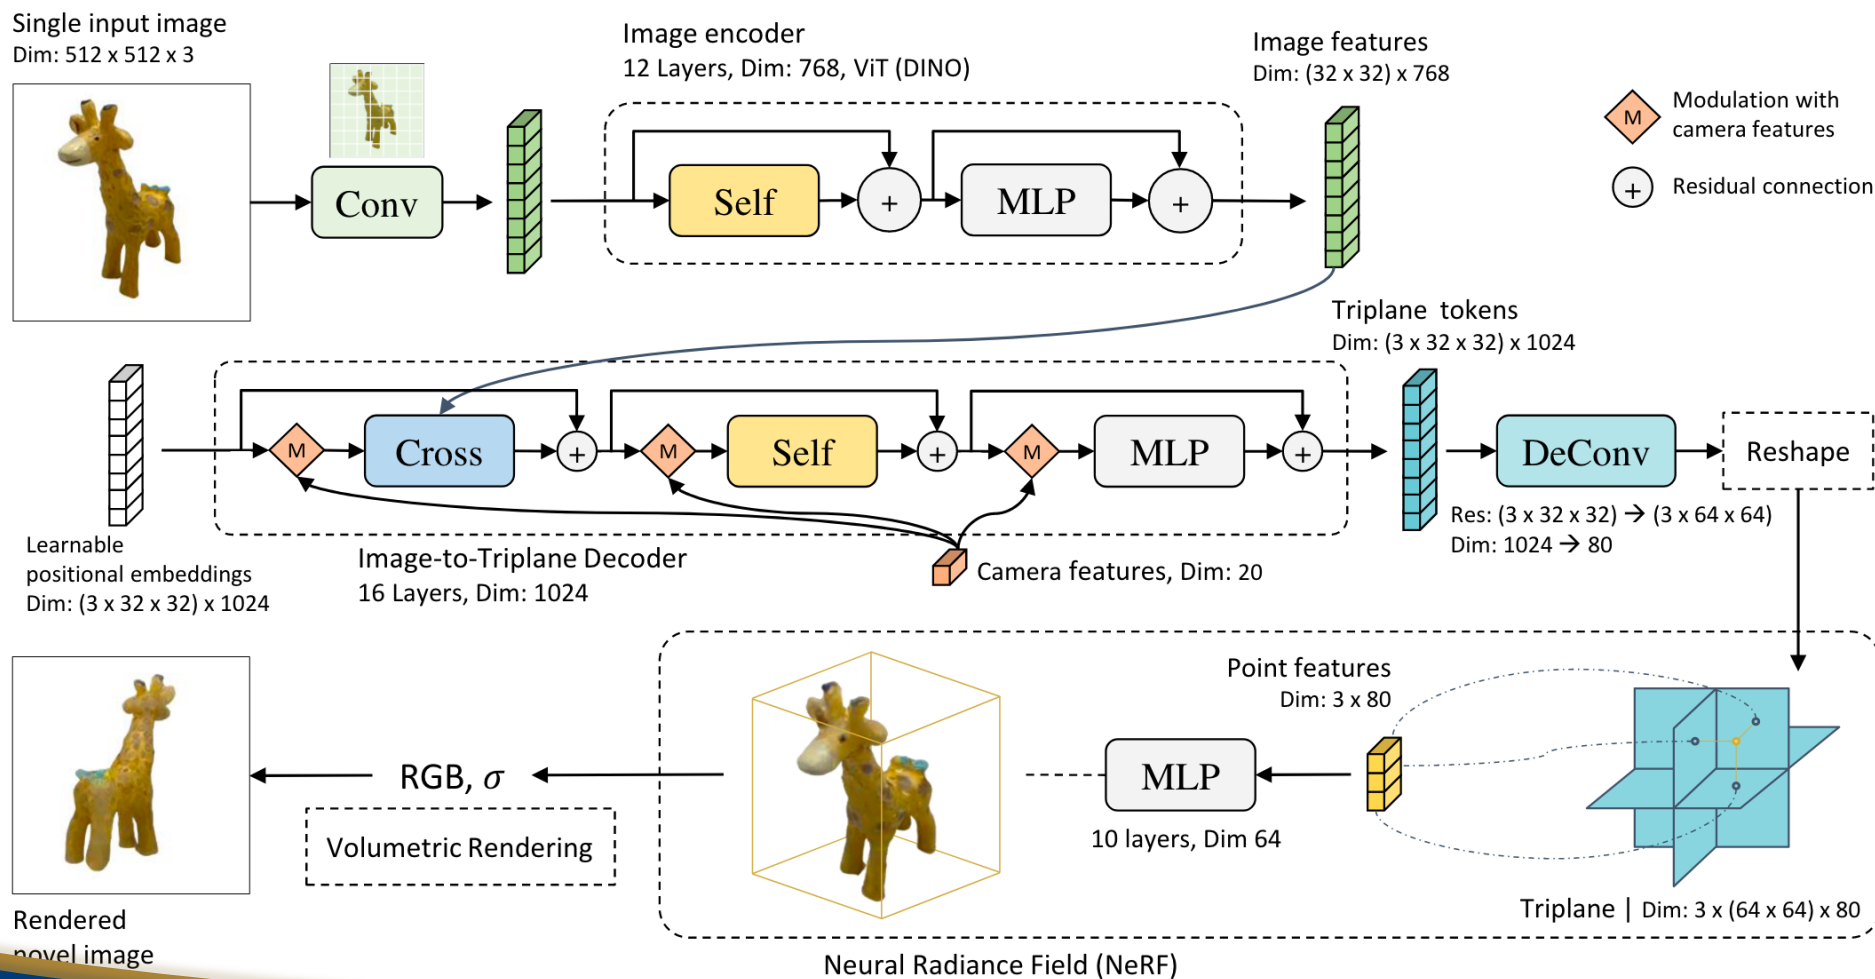 Single input image
Dim: 512 x 512 x 3
Image encoder
12 Layers, Dim: 768, ViT (DINO)
Image features
Dim: (32 x 32) x 768
M
Modulation with
camera features
+
Residual connection
Conv
Self
+
MLP
+
Triplane tokens
Dim: (3 x 32 x 32) x 1024
M
Cross
+
M
Self
+
M
MLP
+
DeConv
Reshape
Res: (3 x 32 x 32) → (3 x 64 x 64)
Dim: 1024 → 80
Learnable
positional embeddings
Dim: (3 x 32 x 32) x 1024
Image-to-Triplane Decoder
16 Layers, Dim: 1024
Camera features, Dim: 20
Point features
Dim: 3 x 80
MLP
10 layers, Dim 64
RGB, σ
Volumetric Rendering
Triplane | Dim: 3 x (64 x 64) x 80
Rendered
novel image
Neural Radiance Field (NeRF)